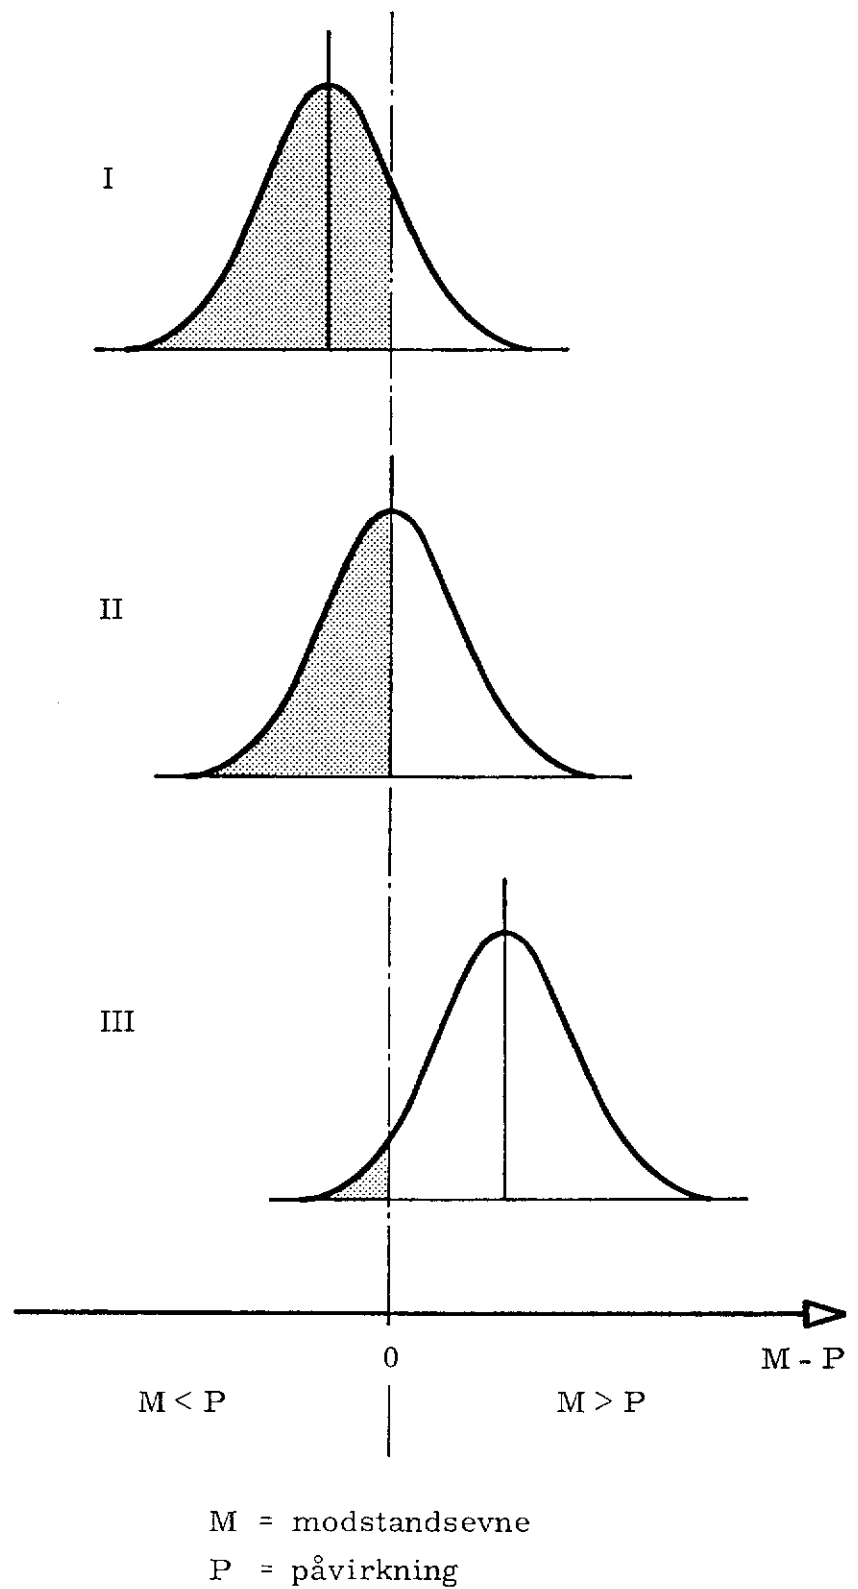 I
II
III
0
M - P
M < P
M > P
M = modstandsevne
P = påvirkning